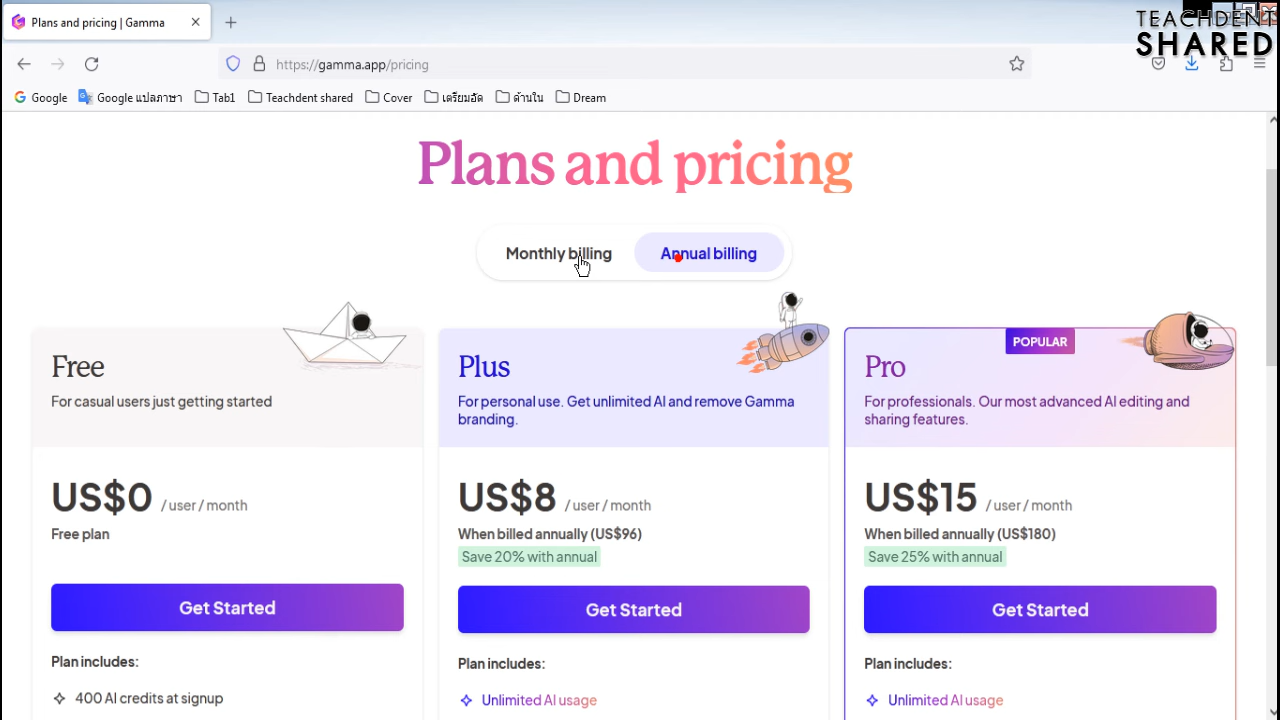 Plans and pricing | Gamma
TEACHDENT
SHARED
https://gamma.app/pricing
Google
Google แปลภาษา
Tab1
Teachdent shared
Cover
เตรียมอัด
ด้านใน
Dream
Plans and pricing
Monthly billing
Annual billing
Free
For casual users just getting started
US$0 / user / month
Free plan
Get Started
Plan includes:
400 AI credits at signup
Plus
For personal use. Get unlimited AI and remove Gamma
branding.
US$8 / user / month
When billed annually (US$96)
Save 20% with annual
Get Started
Plan includes:
Unlimited AI usage
POPULAR
Pro
For professionals. Our most advanced AI editing and
sharing features.
US$15 / user / month
When billed annually (US$180)
Save 25% with annual
Get Started
Plan includes:
Unlimited AI usage